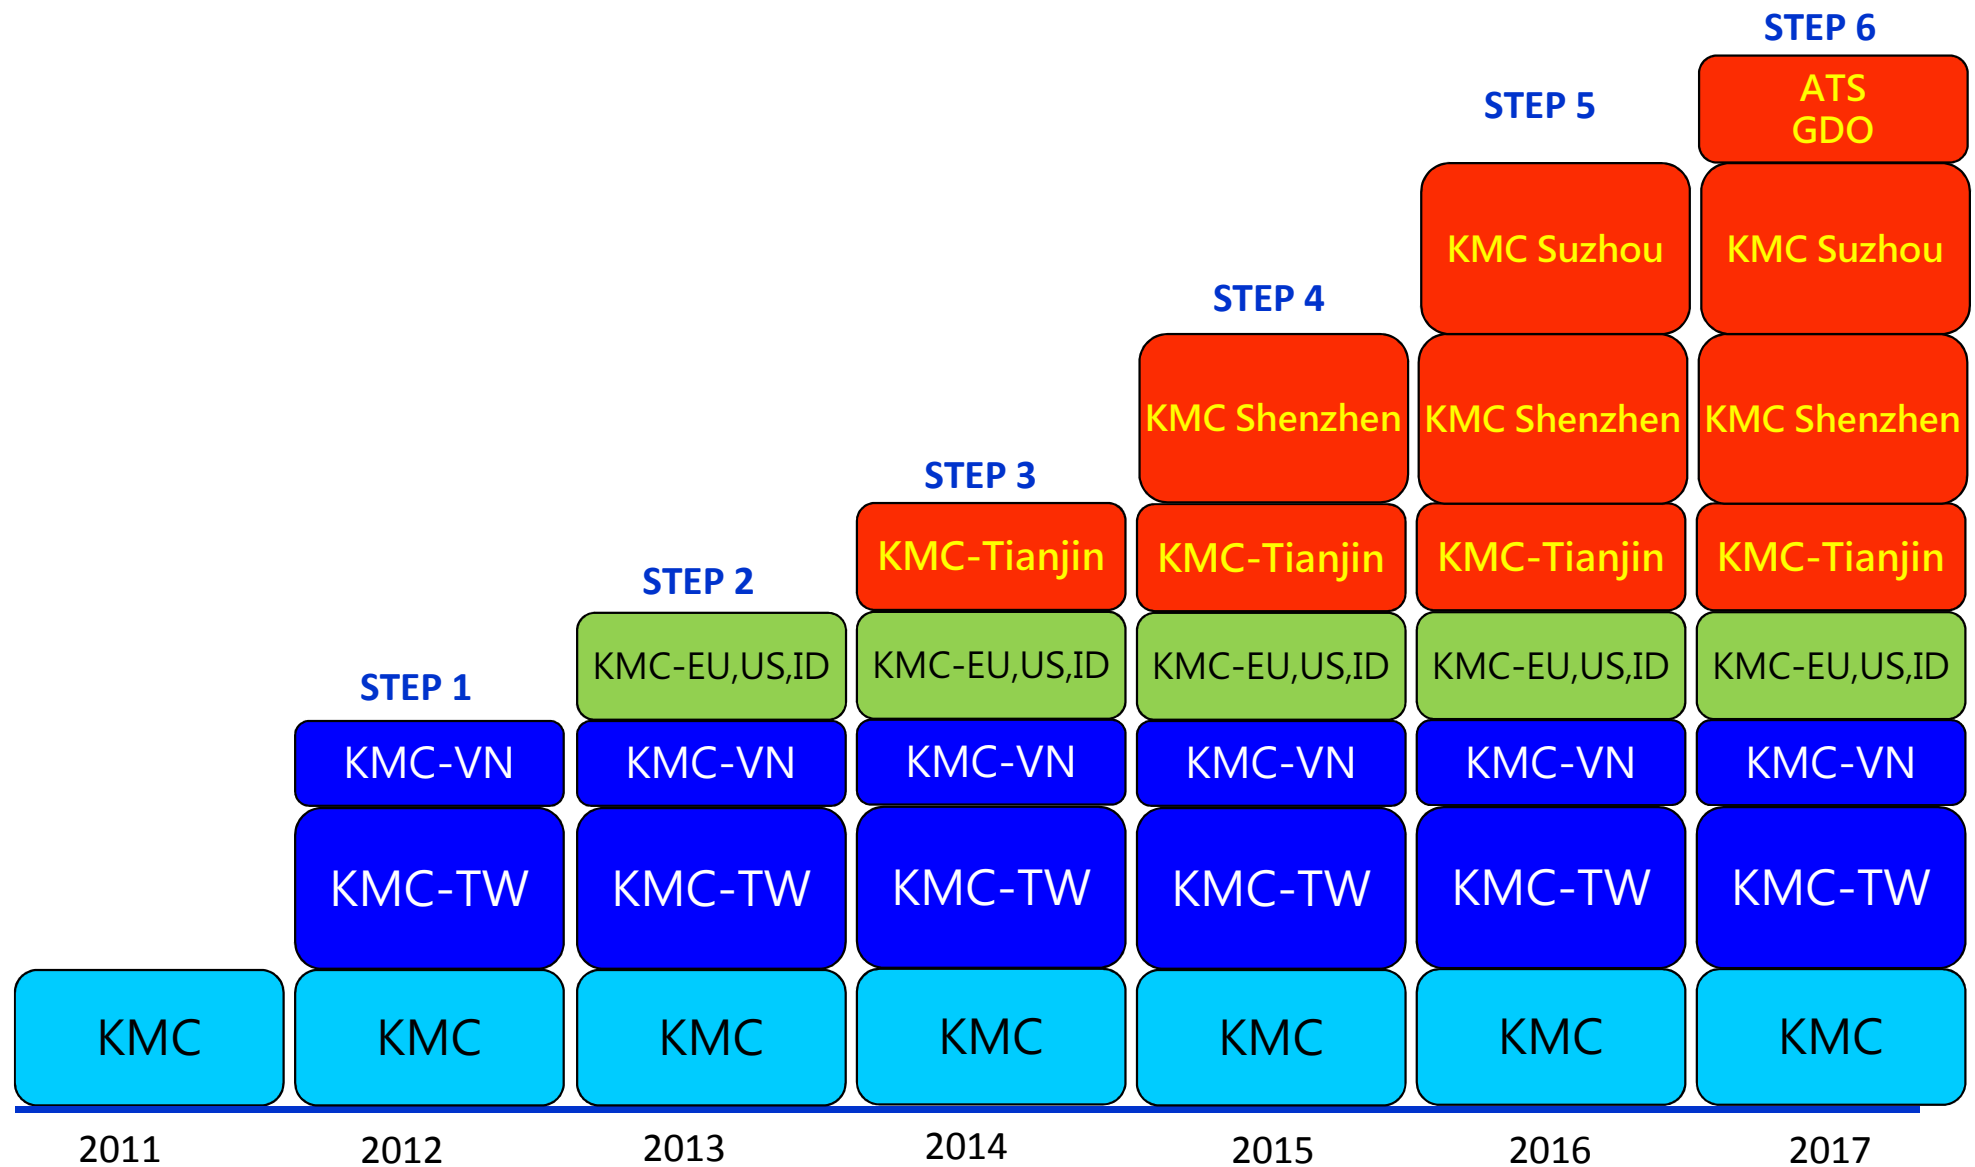 STEP 6
ATS
GDO
STEP 5
KMC Suzhou
KMC Suzhou
STEP 4
KMC Shenzhen
KMC Shenzhen
KMC Shenzhen
STEP 3
KMC-Tianjin
KMC-Tianjin
KMC-Tianjin
KMC-Tianjin
STEP 2
KMC-EU,US,ID
KMC-EU,US,ID
KMC-EU,US,ID
KMC-EU,US,ID
KMC-EU,US,ID
STEP 1
KMC-VN
KMC-VN
KMC-VN
KMC-VN
KMC-VN
KMC-VN
KMC-TW
KMC-TW
KMC-TW
KMC-TW
KMC-TW
KMC-TW
KMC
KMC
KMC
KMC
KMC
KMC
KMC
2011
2012
2013
2014
2015
2016
2017